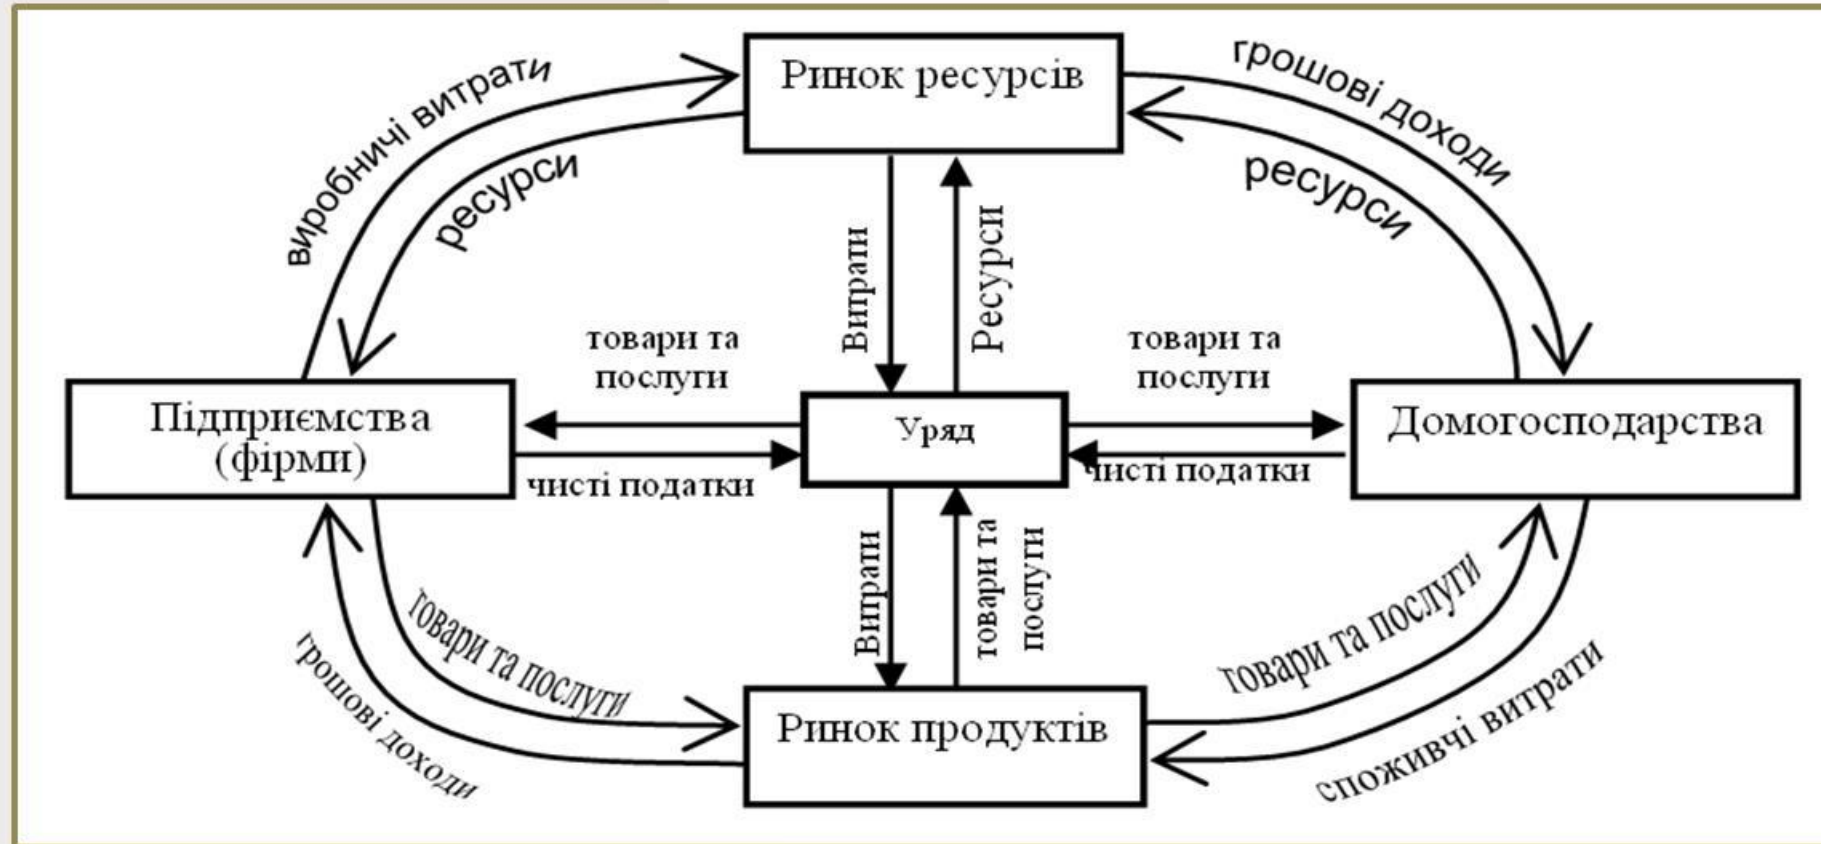 Ринок ресурсів
виробничі витрати
ресурси
грошові доходи
ресурси
Витрати
Ресурси
товари та
послуги
товари та
послуги
Підприємства
(фірми)
Уряд
Домогосподарства
чисті податки
чисті податки
Витрати
товари та
послуги
товари та послуги
грошові доходи
товари та послуги
споживчі витрати
Ринок продуктів